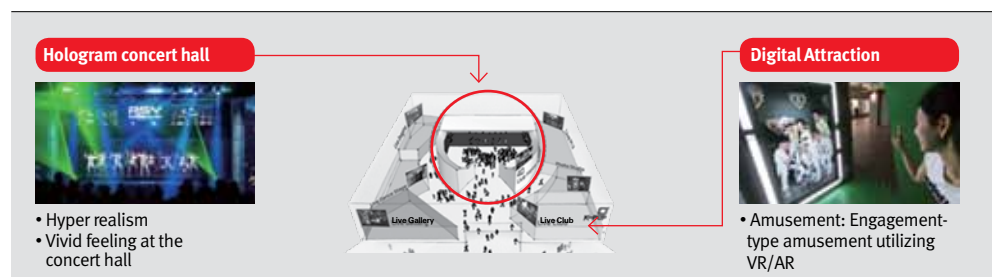 Hologram concert hall
Digital Attraction
PSY
Live Gallery
Live Club
• Hyper realism
• Vivid feeling at the
concert hall
• Amusement: Engagement-
type amusement utilizing
VR/AR